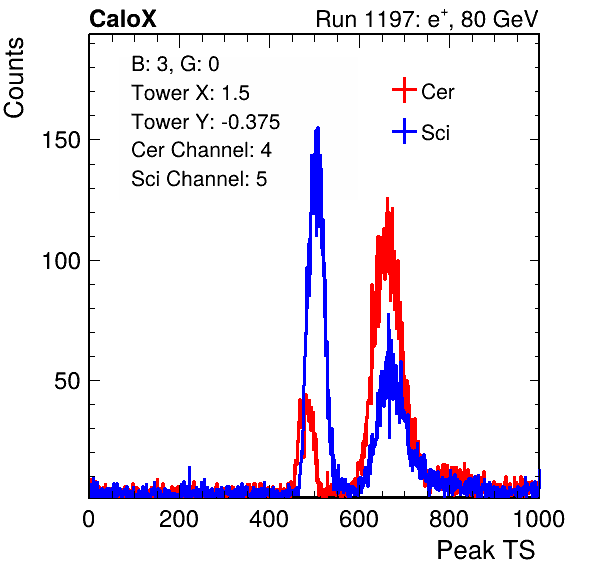 CaloX Run 1197: e⁺, 80 GeV
Counts
B: 3, G: 0
Tower X: 1.5
Tower Y: -0.375
Cer Channel: 4
Sci Channel: 5
Cer
Sci
150
100
50
0 200 400 600 800 1000
Peak TS